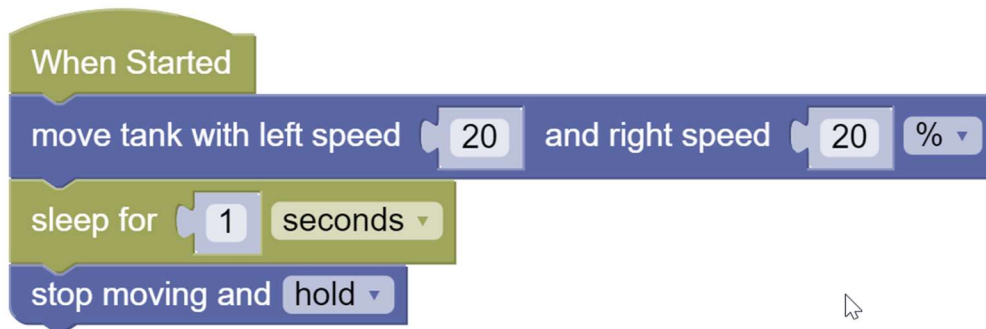 When Started
move tank with left speed 20 and right speed 20 %
sleep for 1 seconds
stop moving and hold